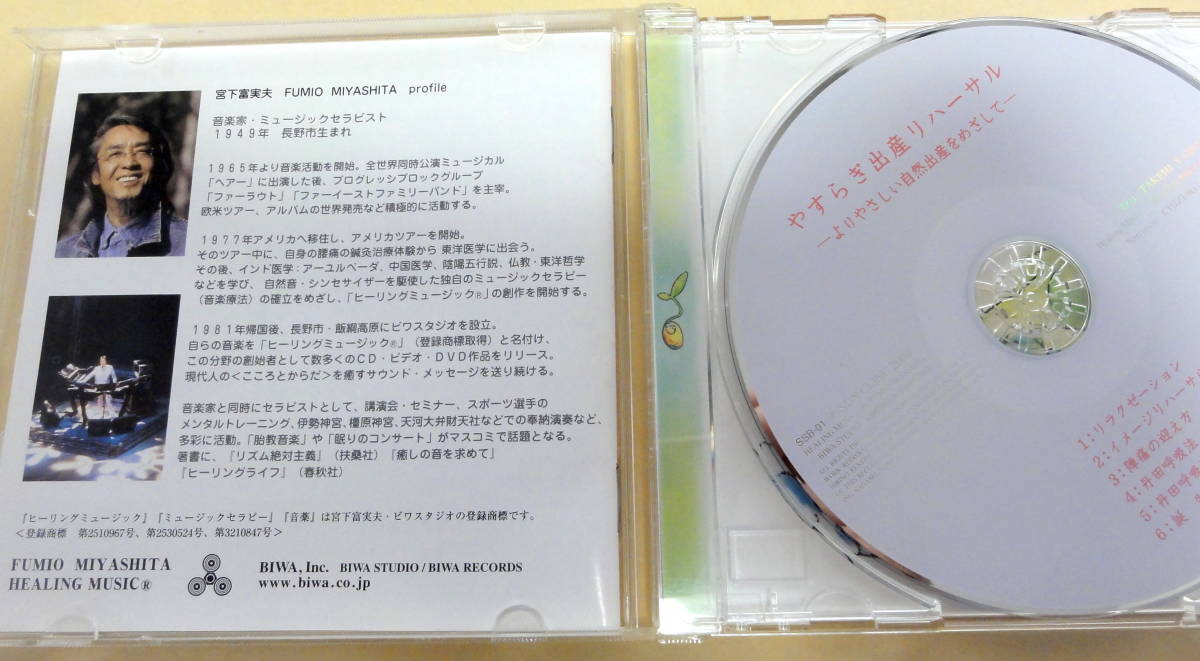 宮下富実夫　FUMIO MIYASHITA　profile
音楽家・ミュージックセラピスト
1949年　長野市生まれ
1965年より音楽活動を開始。全世界同時公演ミュージカル
「ヘアー」に出演した後、プログレッシブロックグループ
「ファーラウト」「ファーイーストファミリーバンド」を主宰。
欧米ツアー、アルバムの世界発売など積極的に活動する。
1977年アメリカへ移住し、アメリカツアーを開始。
そのツアー中に、自身の腰痛の鍼灸治療体験から 東洋医学に出会う。
その後、インド医学:アーユルベーダ、中国医学、陰陽五行説、仏教・東洋哲学
などを学び、 自然音・シンセサイザーを駆使した独自のミュージックセラピー
（音楽療法）の確立をめざし、「ヒーリングミュージック®」の創作を開始する。
1981年帰国後、長野市・飯綱高原にビワスタジオを設立。
自らの音楽を「ヒーリングミュージック®」（登録商標取得）と名付け、
この分野の創始者として数多くのCD・ビデオ・DVD作品をリリース。
現代人の＜こころとからだ＞を癒すサウンド・メッセージを送り続ける。
音楽家と同時にセラピストとして、講演会・セミナー、スポーツ選手の
メンタルトレーニング、伊勢神宮、橿原神宮、天河大弁財天社などでの奉納演奏など、
多彩に活動。「胎教音楽」や「眠りのコンサート」がマスコミで話題となる。
著書に、『リズム絶対主義』（扶桑社）『癒しの音を求めて』
『ヒーリングライフ』（春秋社）
『ヒーリングミュージック』『ミュージックセラピー』『音薬』は宮下富実夫・ビワスタジオの登録商標です。
＜登録商標　第2510967号、第2530524号、第3210847号＞
FUMIO MIYASHITA
HEALING MUSIC®
BIWA, Inc. BIWA STUDIO / BIWA RECORDS
www.biwa.co.jp
やすらぎ出産リハーサル
―よりやさしい自然出産をめざして―
SSB-01
1:リラクゼーション
2:イメージリハーサル
3:陣痛の迎え方
4:丹田呼吸法
5:丹田呼吸
6:誕